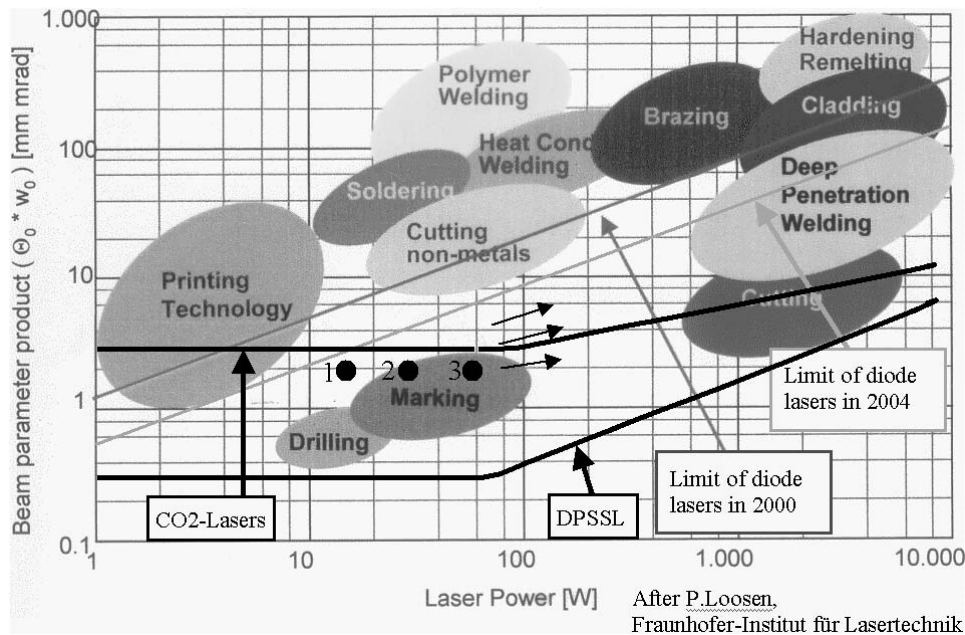 Beam parameter product ( Θ₀ * w₀ ) [mm mrad]
1.000
100
10
1
0.1
Hardening
Remelting
Polymer
Welding
Brazing
Cladding
Heat Cond
Welding
Soldering
Deep
Penetration
Welding
Cutting
non-metals
Printing
Technology
Cutting
1
2
3
Marking
Drilling
Limit of diode
lasers in 2004
Limit of diode
lasers in 2000
CO2-Lasers
DPSSL
1
10
100
1.000
10.000
Laser Power [W]
After P.Loosen,
Fraunhofer-Institut für Lasertechnik